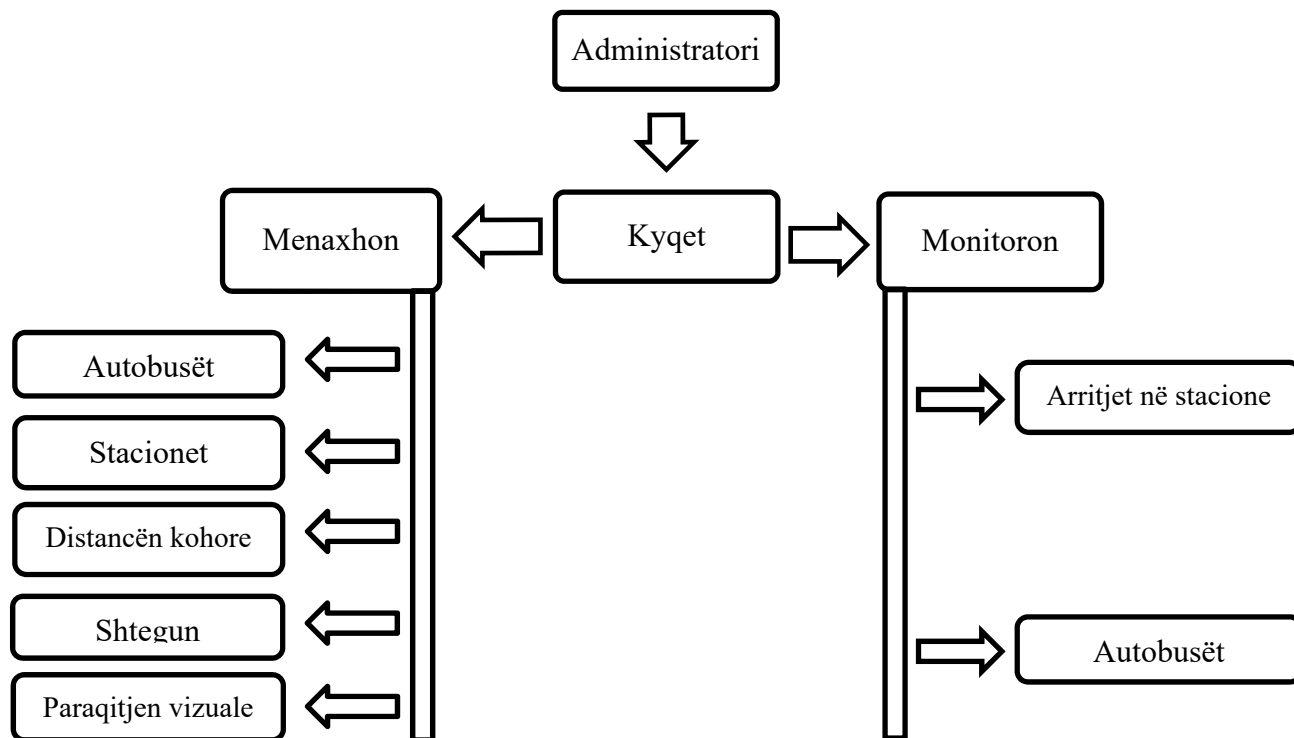 Administratori
Menaxhon
Kyqet
Monitoron
Autobusët
Stacionet
Distancën kohore
Shtegun
Paraqitjen vizuale
Arritjet në stacione
Autobusët